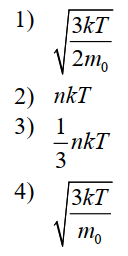 1) √(3kT / 2m₀)
2) nkT
3) 1/3 nkT
4) √(3kT / m₀)